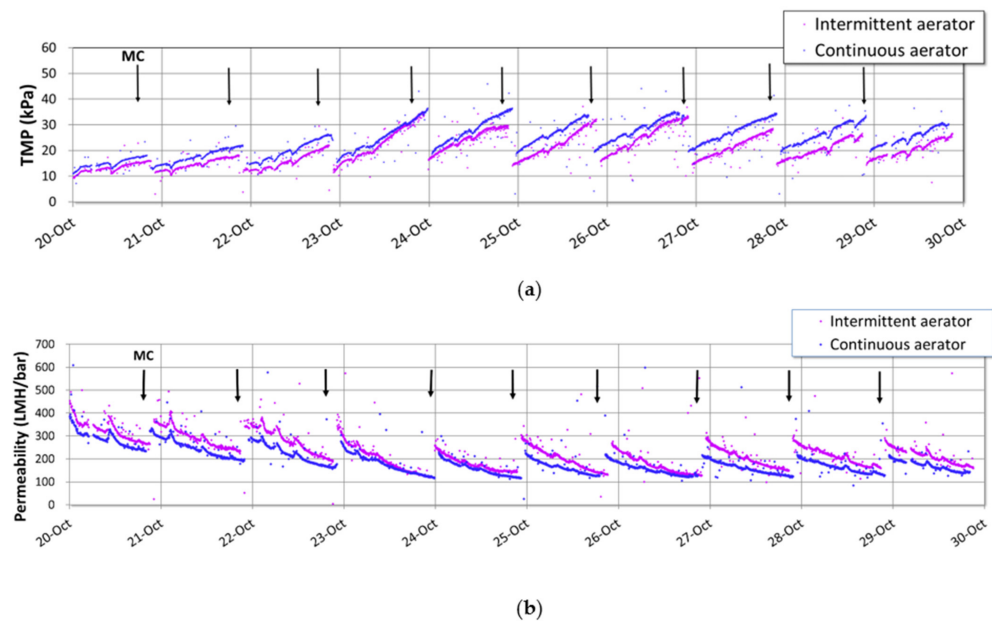 (a)
Intermittent aerator
Continuous aerator
MC
TMP (kPa)
60
50
40
30
20
10
0
20-Oct 21-Oct 22-Oct 23-Oct 24-Oct 25-Oct 26-Oct 27-Oct 28-Oct 29-Oct 30-Oct
(a)
Intermittent aerator
Continuous aerator
MC
Permeability (LMH/bar)
700
600
500
400
300
200
100
0
20-Oct 21-Oct 22-Oct 23-Oct 24-Oct 25-Oct 26-Oct 27-Oct 28-Oct 29-Oct 30-Oct
(b)